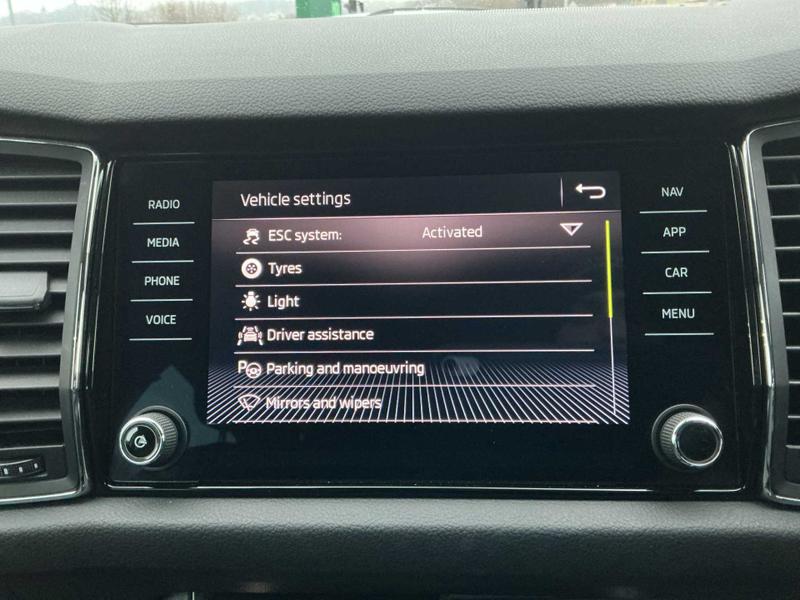 RADIO
MEDIA
PHONE
VOICE
Vehicle settings
ESC system: Activated
Tyres
Light
Driver assistance
P Parking and manoeuvring
Mirrors and wipers
NAV
APP
CAR
MENU